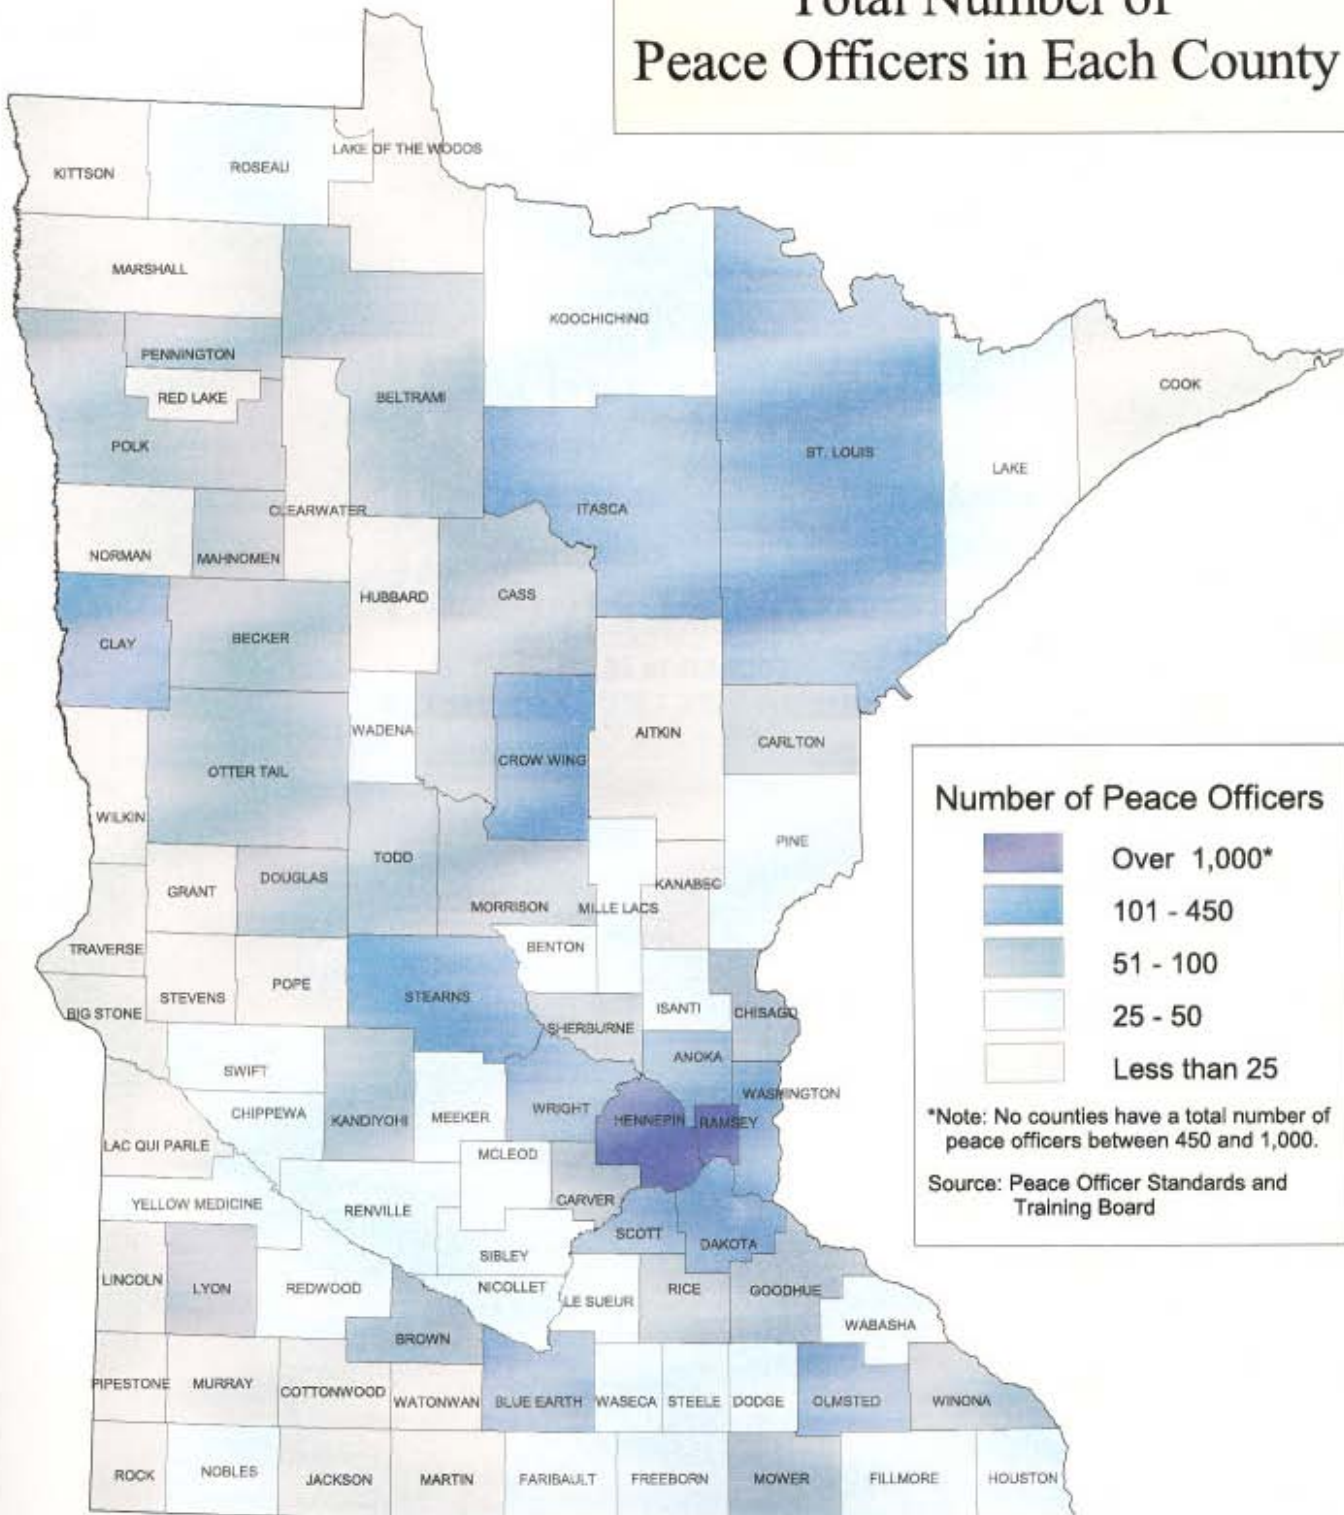 Total Number of
Peace Officers in Each County
KITTSON
ROSEAU
LAKE OF THE WOODS
MARSHALL
KOOCHICHING
PENNINGTON
RED LAKE
BELTRAMI
COOK
POLK
ST. LOUIS
LAKE
CLEARWATER
ITASCA
NORMAN
MAHNOMEN
HUBBARD
CASS
CLAY
BECKER
WADENA
AITKIN
CARLTON
OTTER TAIL
CROW WING
WILKIN
TODD
PINE
GRANT
DOUGLAS
KANABEC
MORRISON
MILLE LACS
TRAVERSE
BENTON
STEVENS
POPE
STEARNS
BIG STONE
ISANTI
CHISAGO
SHERBURNE
SWIFT
ANOKA
WASHINGTON
CHIPPEWA
KANDIYOHI
MEEKER
WRIGHT
HENNEPIN
RAMSEY
LAC QUI PARLE
MCLEOD
YELLOW MEDICINE
RENVILLE
CARVER
SCOTT
DAKOTA
SIBLEY
LINCOLN
LYON
REDWOOD
NICOLLET
LE SUEUR
RICE
GOODHUE
WABASHA
BROWN
PIPESTONE
MURRAY
COTTONWOOD
WATONWAN
BLUE EARTH
WASECA
STEELE
DODGE
OLMSTED
WINONA
ROCK
NOBLES
JACKSON
MARTIN
FARIBAULT
FREEBORN
MOWER
FILLMORE
HOUSTON
Number of Peace Officers
Over 1,000*
101 - 450
51 - 100
25 - 50
Less than 25
*Note: No counties have a total number of
peace officers between 450 and 1,000.
Source: Peace Officer Standards and
Training Board